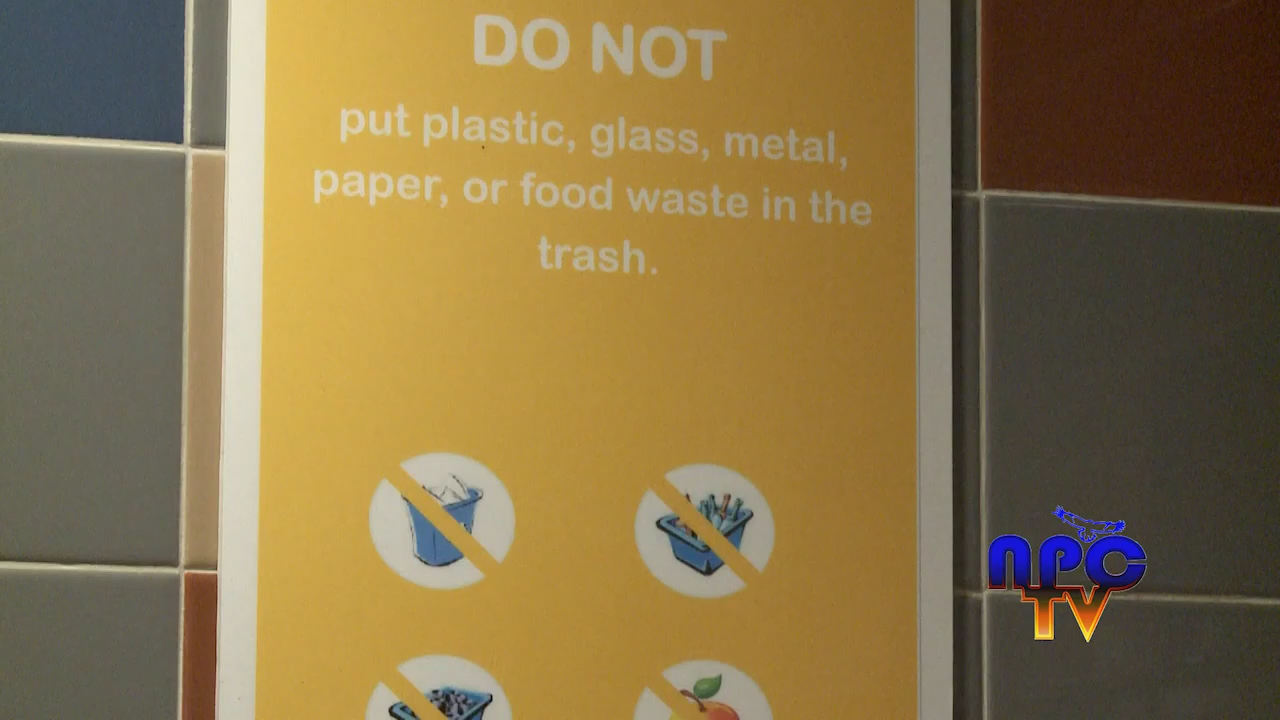 DO NOT
put plastic, glass, metal,
paper, or food waste in the
trash.
NPC
TV